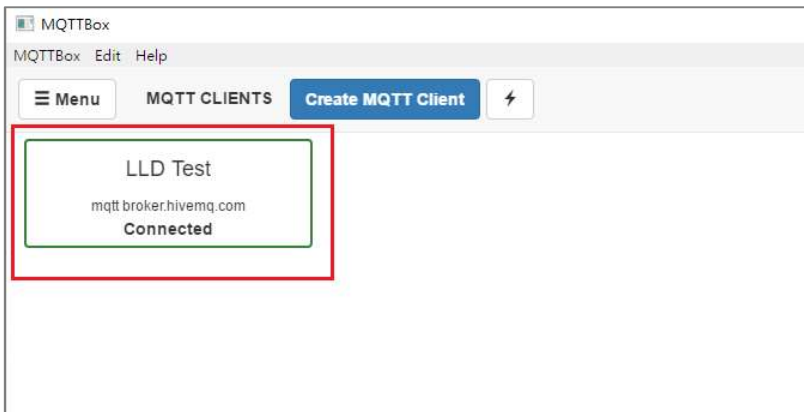 MQTTBox
MQTTBox Edit Help
Menu MQTT CLIENTS Create MQTT Client
LLD Test
mqtt broker.hivemq.com
Connected